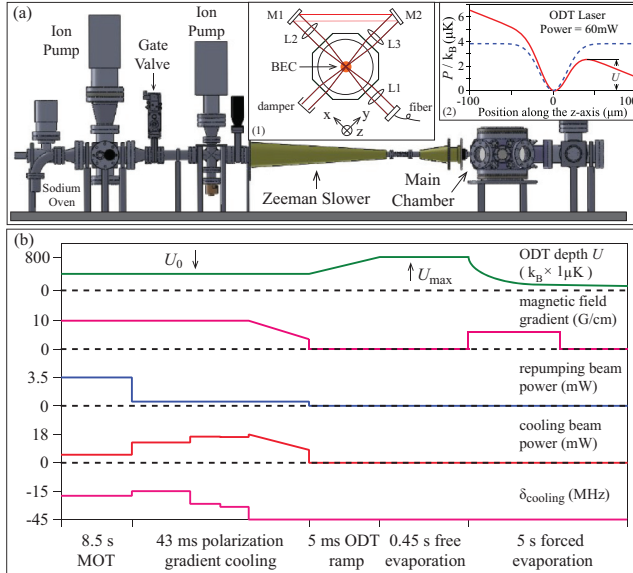 (a)
Ion
Pump
Gate
Valve
Ion
Pump
Sodium
Oven
Zeeman Slower
Main
Chamber
M1
M2
L2
L3
BEC
L1
damper
fiber
x
y
z
(1)
P / kB (μK)
6
4
2
0
ODT Laser
Power = 60mW
U
-100
0
100
(2)
Position along the z-axis (μm)
(b)
800
0
U0
Umax
ODT depth U
( kB × 1μK )
10
0
magnetic field
gradient (G/cm)
3.5
0
repumping beam
power (mW)
18
0
cooling beam
power (mW)
-15
-45
δcooling (MHz)
8.5 s
MOT
43 ms polarization
gradient cooling
5 ms ODT
ramp
0.45 s free
evaporation
5 s forced
evaporation